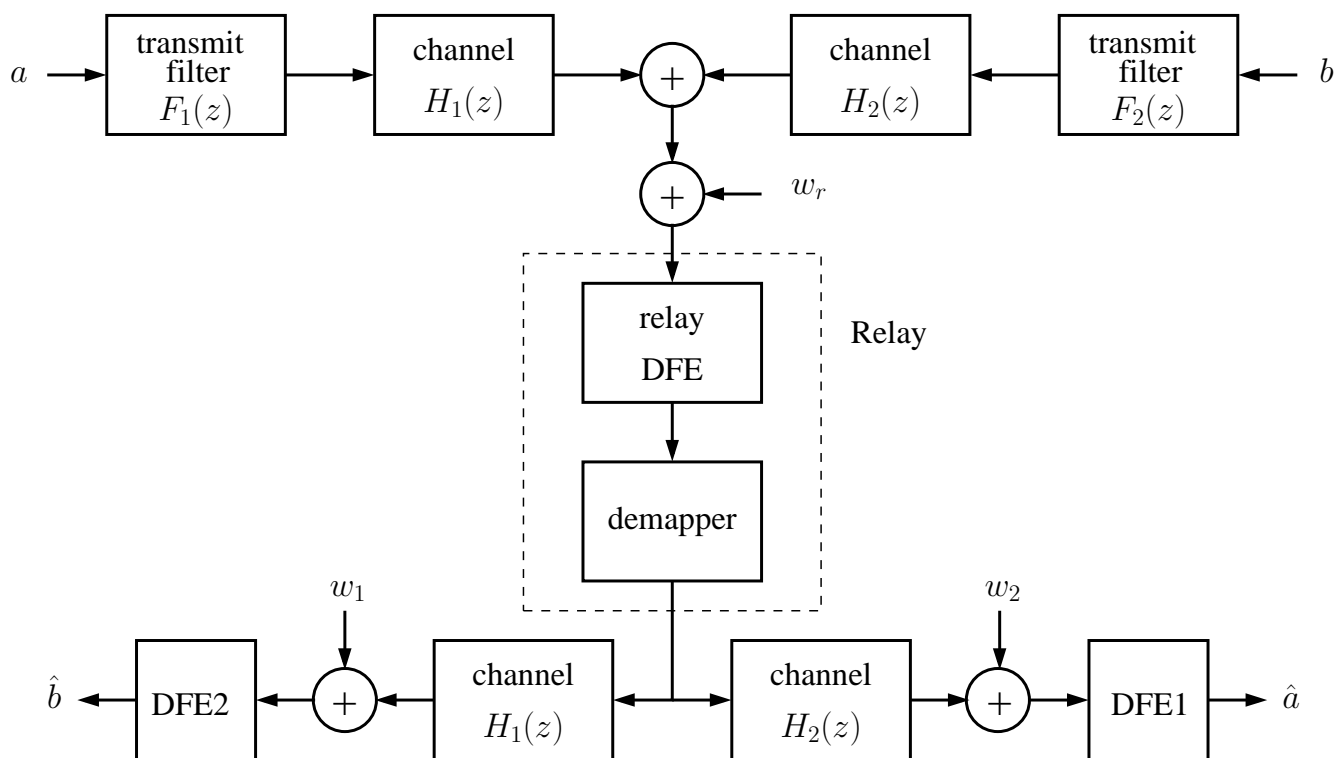 a
transmit
filter
F₁(z)
channel
H₁(z)
+
channel
H₂(z)
transmit
filter
F₂(z)
b
+
wᵣ
relay
DFE
Relay
demapper
w₁
w₂
b̂
DFE2
+
channel
H₁(z)
channel
H₂(z)
+
DFE1
â